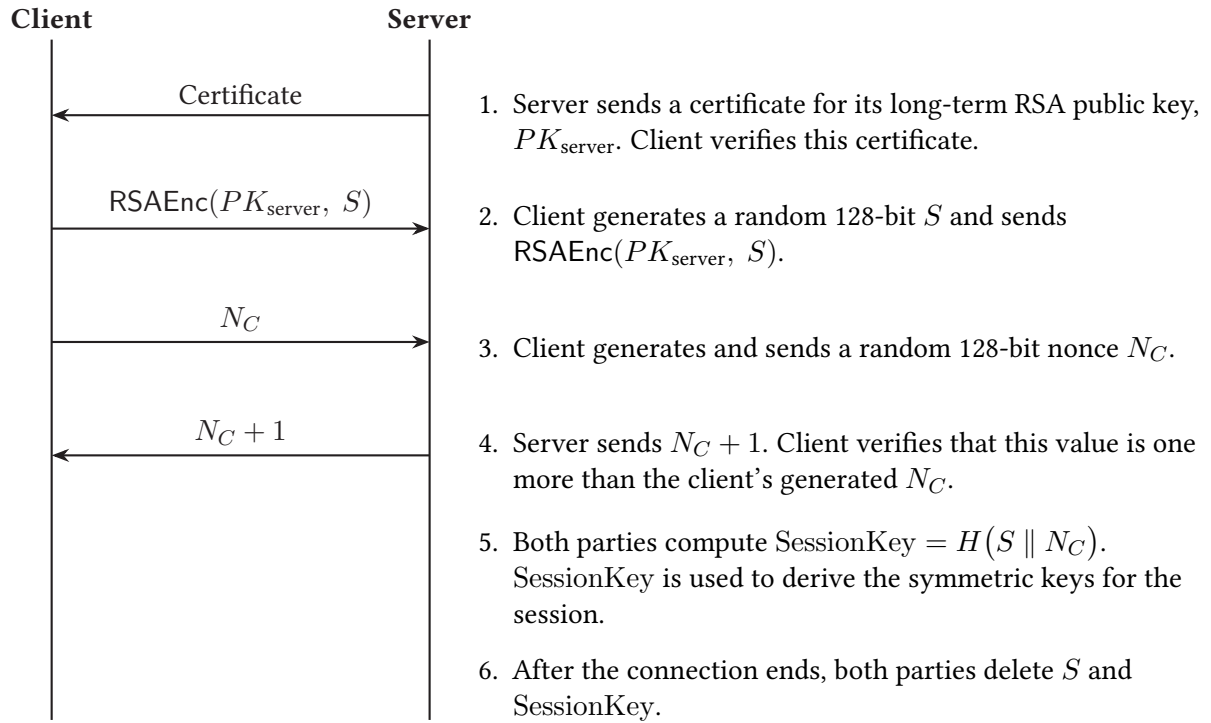 Client
Server
Certificate
1. Server sends a certificate for its long-term RSA public key,
PK_server. Client verifies this certificate.
RSAEnc(PK_server, S)
2. Client generates a random 128-bit S and sends
RSAEnc(PK_server, S).
N_C
3. Client generates and sends a random 128-bit nonce N_C.
N_C + 1
4. Server sends N_C + 1. Client verifies that this value is one
more than the client’s generated N_C.
5. Both parties compute SessionKey = H(S ∥ N_C).
SessionKey is used to derive the symmetric keys for the
session.
6. After the connection ends, both parties delete S and
SessionKey.